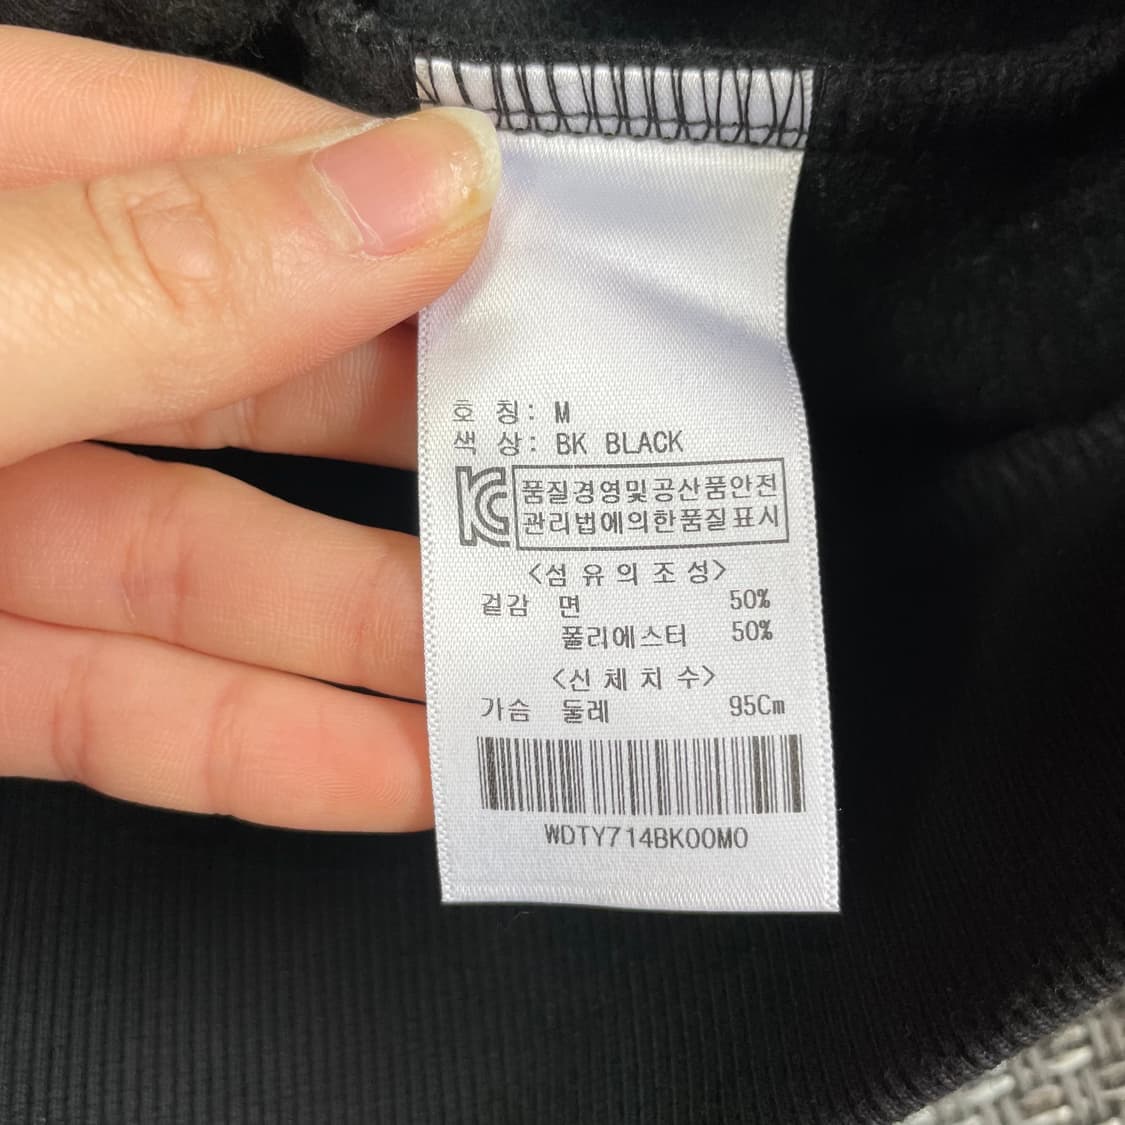 호 칭: M
색 상: BK BLACK
품질경영및공산품안전
관리법에의한품질표시
<섬 유 의 조 성>
겉감 면 50%
폴리에스터 50%
<신 체 치 수>
가슴 둘레 95Cm
WDTY714BK00M0